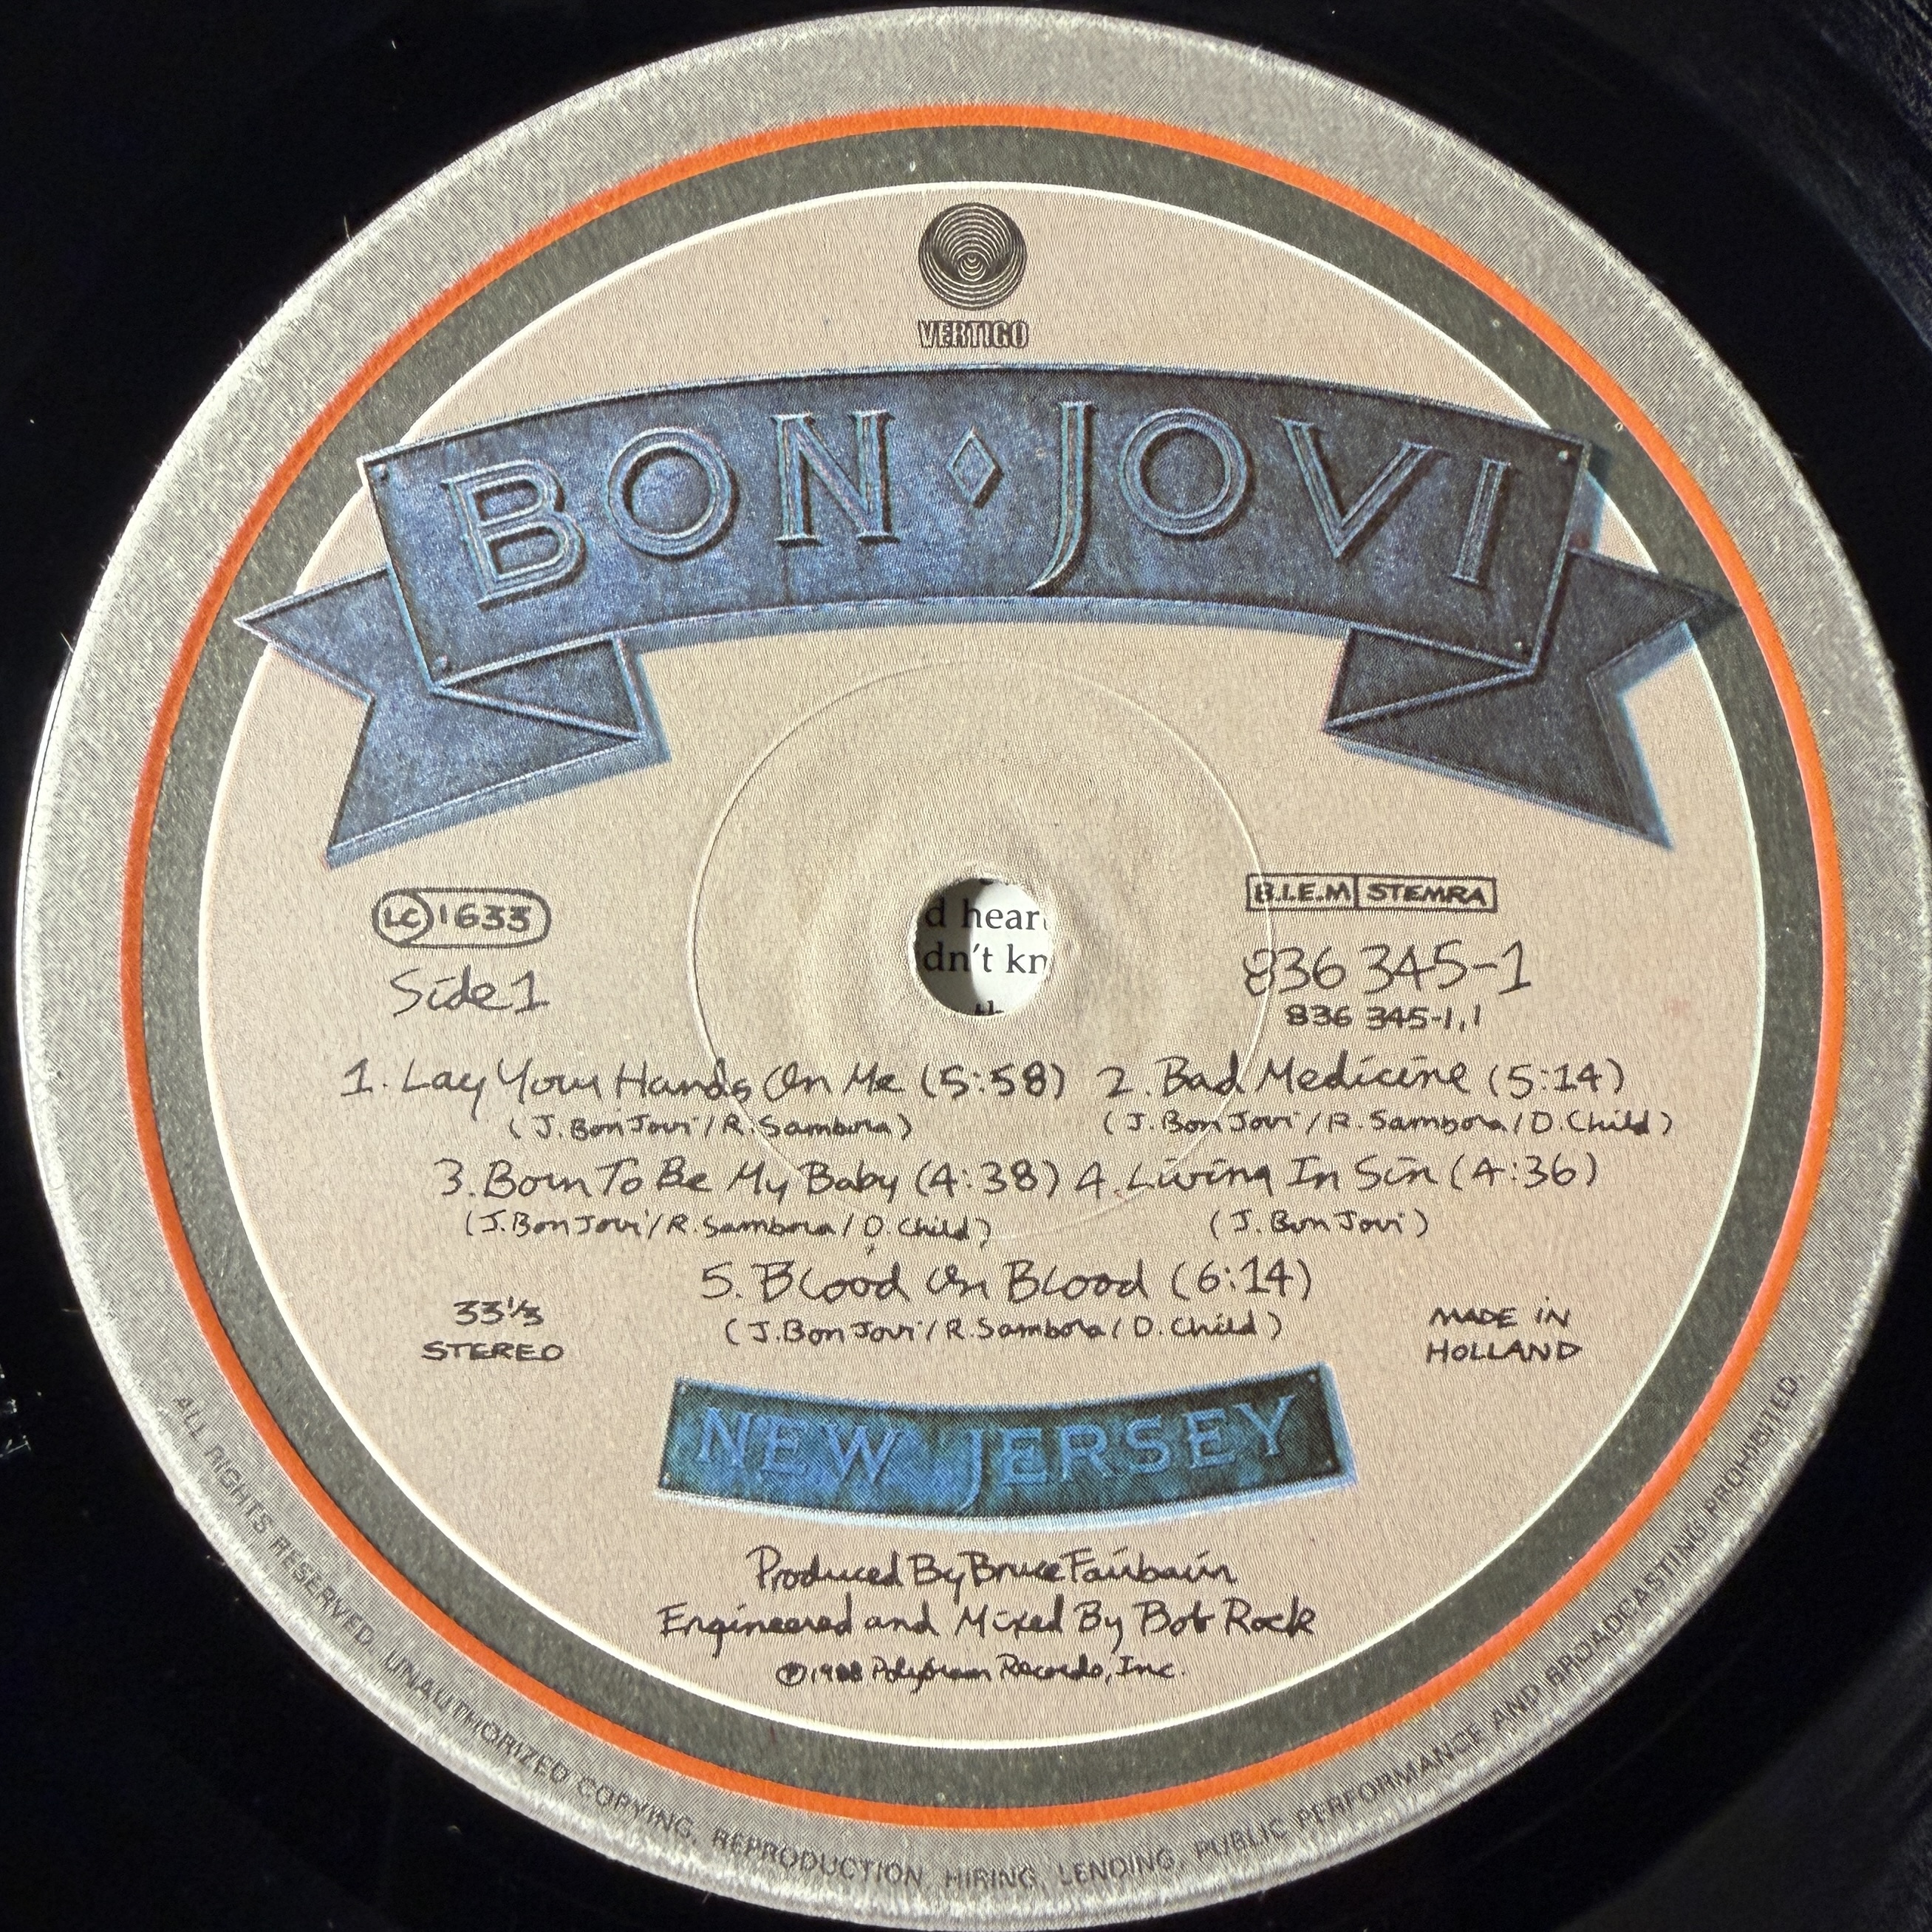 VERTIGO
BON JOVI
LC 1633
B.I.E.M STEMRA
Side 1
836 345-1
836 345-1,1
d hear
dn't kn
1. Lay Your Hands On Me (5:58) 2. Bad Medicine (5:14)
(J. Bon Jovi / R. Sambora) (J. Bon Jovi / R. Sambora / D. Child)
3. Born To Be My Baby (4:38) 4. Living In Sin (4:36)
(J. Bon Jovi / R. Sambora / D. Child) (J. Bon Jovi)
5. Blood On Blood (6:14)
(J. Bon Jovi / R. Sambora / D. Child)
33 1/3
STEREO
MADE IN
HOLLAND
NEW JERSEY
Produced By Bruce Fairbairn
Engineered and Mixed By Bob Rock
℗ 1988 PolyGram Records, Inc.
ALL RIGHTS RESERVED. UNAUTHORIZED COPYING, REPRODUCTION, HIRING, LENDING, PUBLIC PERFORMANCE AND BROADCASTING PROHIBITED.